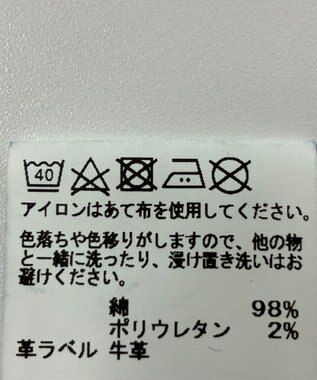 40
アイロンはあて布を使用してください。
色落ちや色移りがしますので、他の物
と一緒に洗ったり、浸け置き洗いはお
避けください。
綿 98%
ポリウレタン 2%
革ラベル 牛革